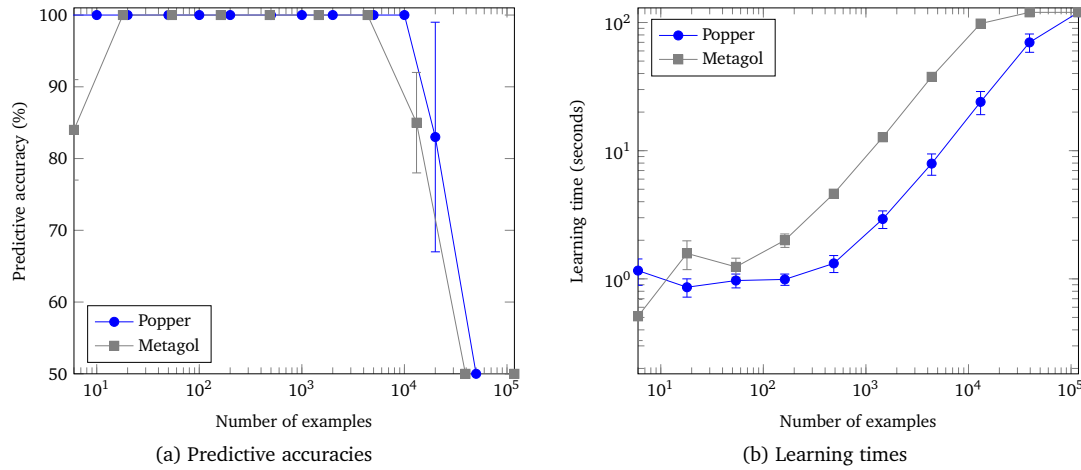 100
90
80
70
60
50
Predictive accuracy (%)
Popper
Metagol
10^1
10^2
10^3
10^4
10^5
Number of examples
(a) Predictive accuracies
10^2
10^1
10^0
Learning time (seconds)
Popper
Metagol
10^1
10^2
10^3
10^4
10^5
Number of examples
(b) Learning times